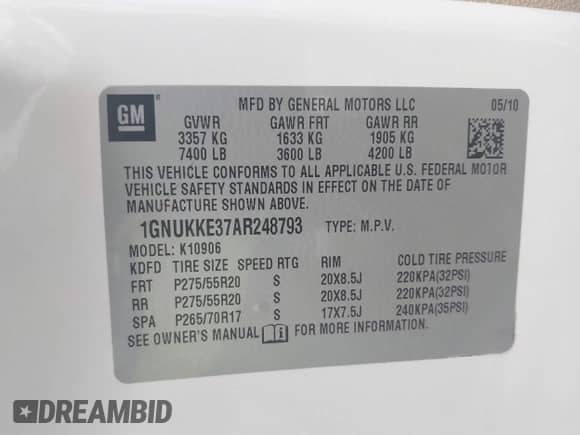 GM ® MFD BY GENERAL MOTORS LLC 05/10
GVWR GAWR FRT GAWR RR
3357 KG 1633 KG 1905 KG
7400 LB 3600 LB 4200 LB
THIS VEHICLE CONFORMS TO ALL APPLICABLE U.S. FEDERAL MOTOR
VEHICLE SAFETY STANDARDS IN EFFECT ON THE DATE OF
MANUFACTURE SHOWN ABOVE.
1GNUKKE37AR248793 TYPE: M.P.V.
MODEL: K10906
KDFD TIRE SIZE SPEED RTG RIM COLD TIRE PRESSURE
FRT P275/55R20 S 20X8.5J 220KPA(32PSI)
RR P275/55R20 S 20X8.5J 220KPA(32PSI)
SPA P265/70R17 S 17X7.5J 240KPA(35PSI)
SEE OWNER'S MANUAL i FOR MORE INFORMATION.
DREAMBID